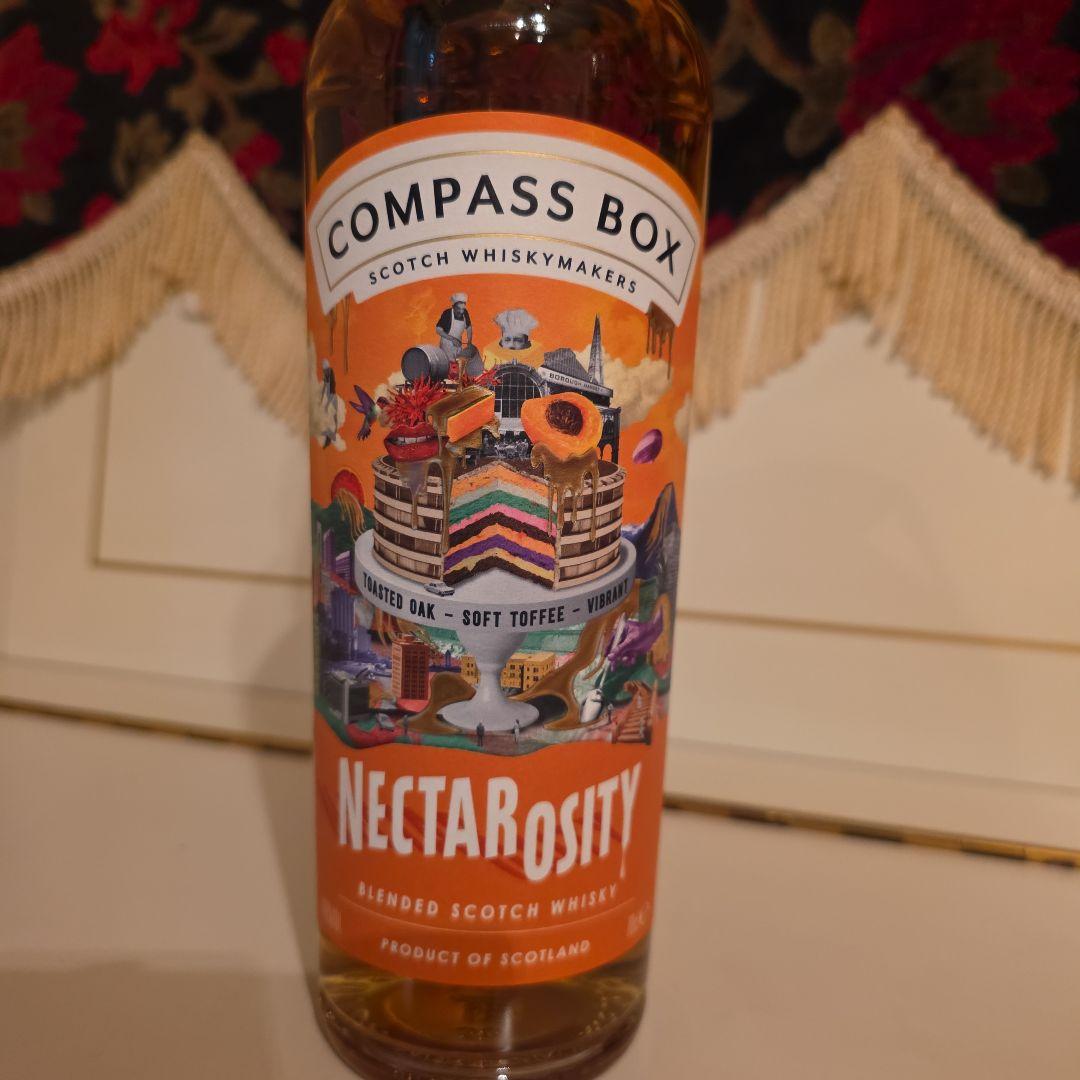 COMPASS BOX
SCOTCH WHISKYMAKERS
BOROUGH MARKET
TOASTED OAK – SOFT TOFFEE – VIBRANT
NECTAROSITY
BLENDED SCOTCH WHISKY
PRODUCT OF SCOTLAND